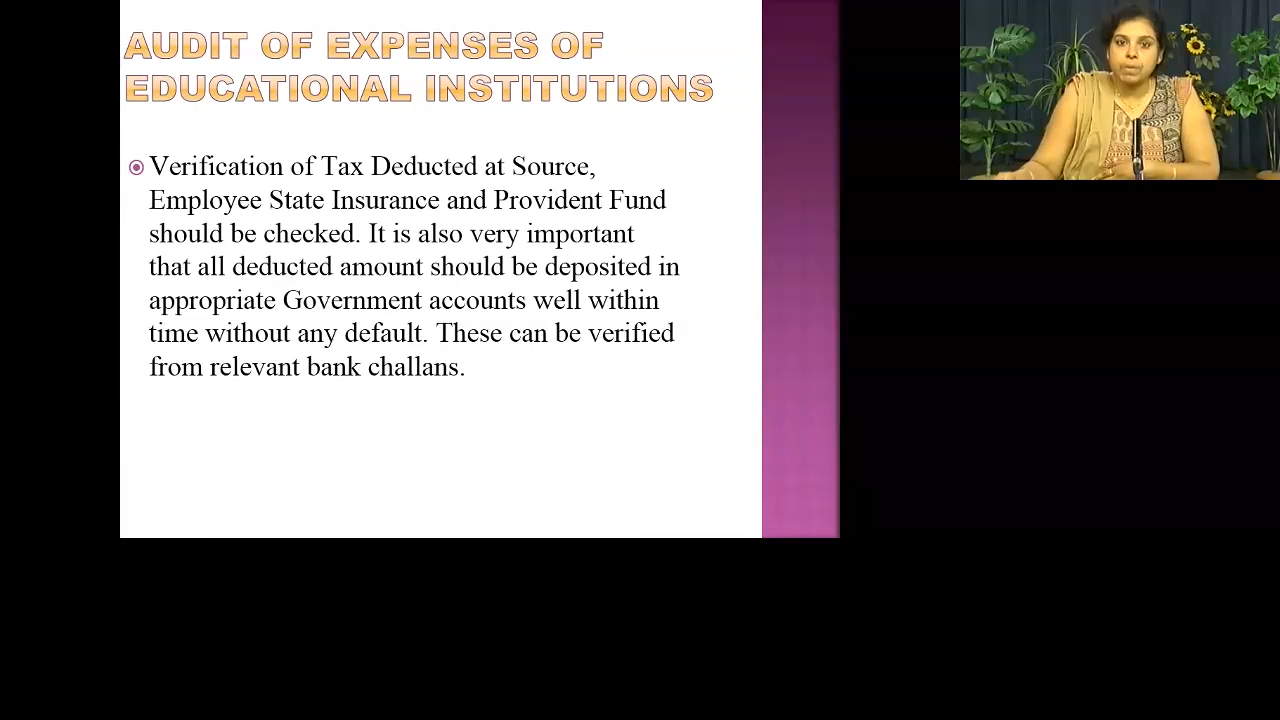 AUDIT OF EXPENSES OF
EDUCATIONAL INSTITUTIONS
Verification of Tax Deducted at Source,
Employee State Insurance and Provident Fund
should be checked. It is also very important
that all deducted amount should be deposited in
appropriate Government accounts well within
time without any default. These can be verified
from relevant bank challans.